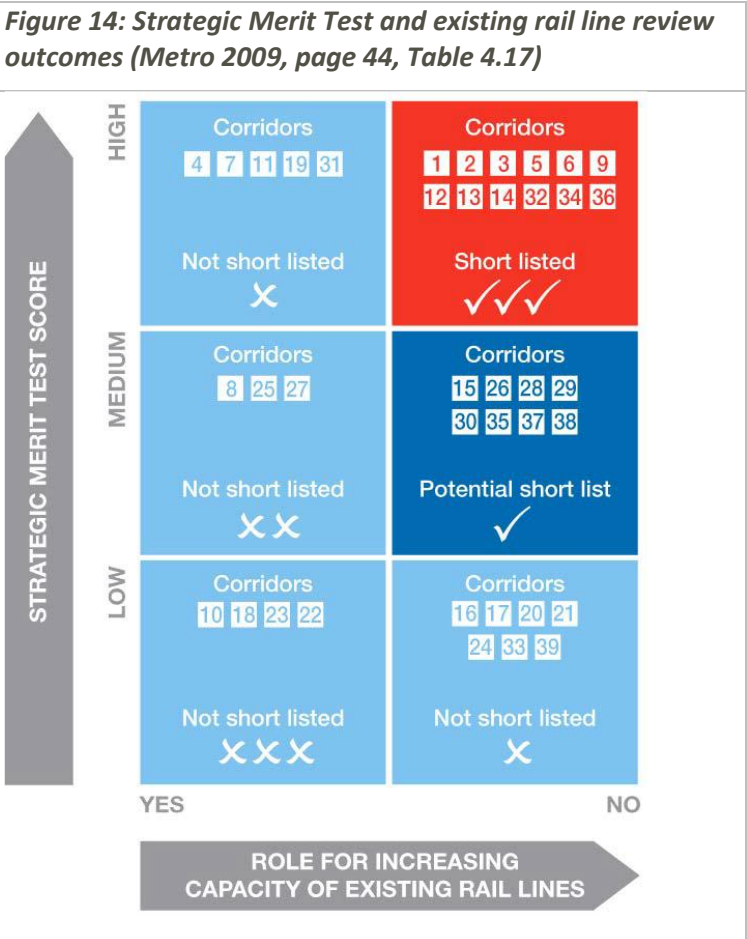 Figure 14: Strategic Merit Test and existing rail line review
outcomes (Metro 2009, page 44, Table 4.17)
STRATEGIC MERIT TEST SCORE
HIGH
Corridors
4 7 11 19 31
Not short listed
Corridors
1 2 3 5 6 9
12 13 14 32 34 36
Short listed
MEDIUM
Corridors
8 25 27
Not short listed
Corridors
15 26 28 29
30 35 37 38
Potential short list
LOW
Corridors
10 18 23 22
Not short listed
Corridors
16 17 20 21
24 33 39
Not short listed
YES
NO
ROLE FOR INCREASING
CAPACITY OF EXISTING RAIL LINES